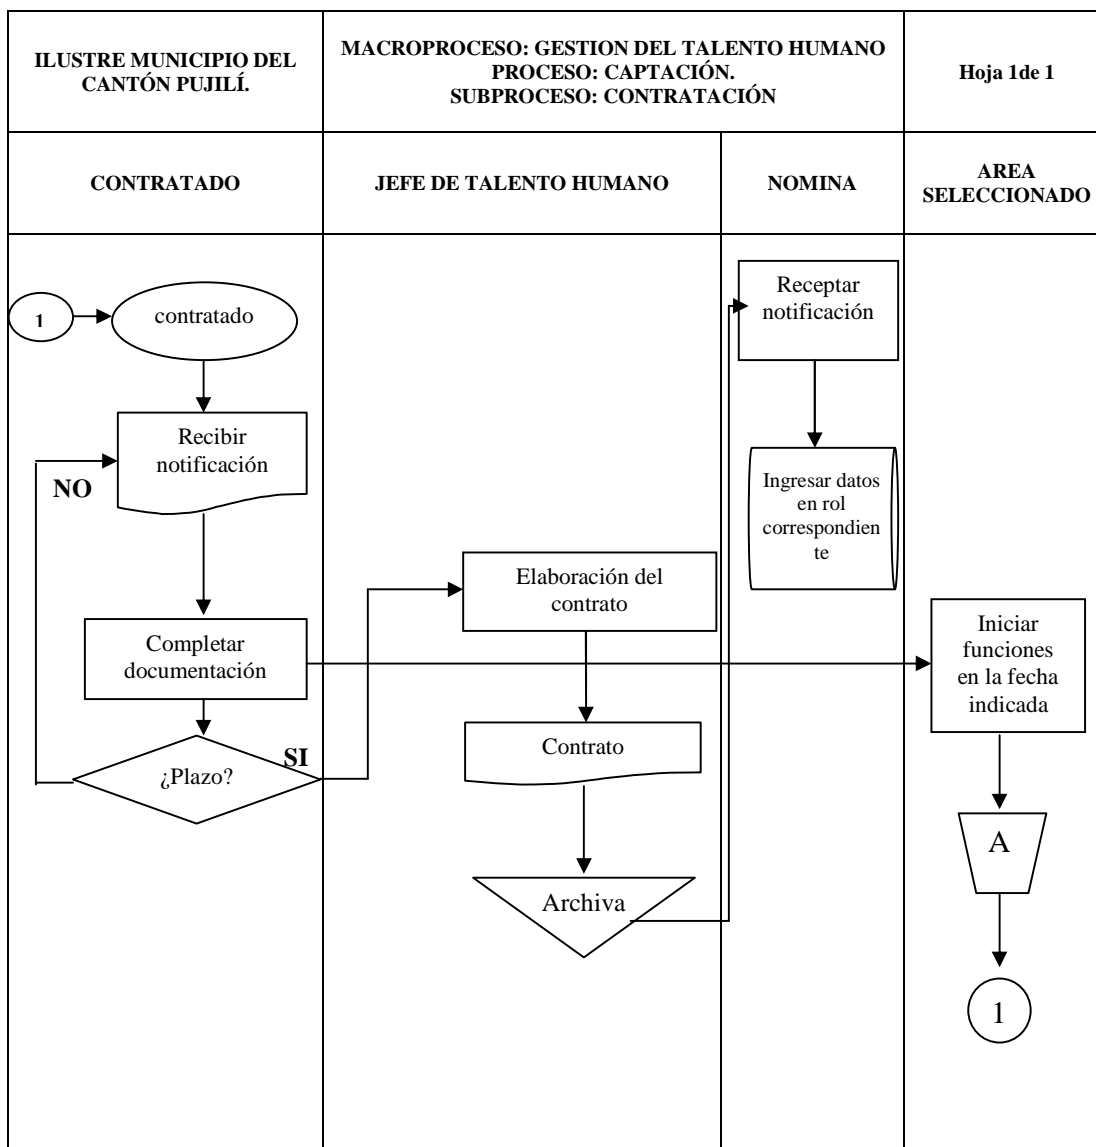 ILUSTRE MUNICIPIO DEL
CANTÓN PUJILÍ.
MACROPROCESO: GESTION DEL TALENTO HUMANO
PROCESO: CAPTACIÓN.
SUBPROCESO: CONTRATACIÓN
Hoja 1de 1
CONTRATADO
JEFE DE TALENTO HUMANO
NOMINA
AREA
SELECCIONADO
1
contratado
Recibir
notificación
NO
Completar
documentación
¿Plazo?
SI
Elaboración del
contrato
Contrato
Archiva
Receptar
notificación
Ingresar datos
en rol
correspondien
te
Iniciar
funciones
en la fecha
indicada
A
1